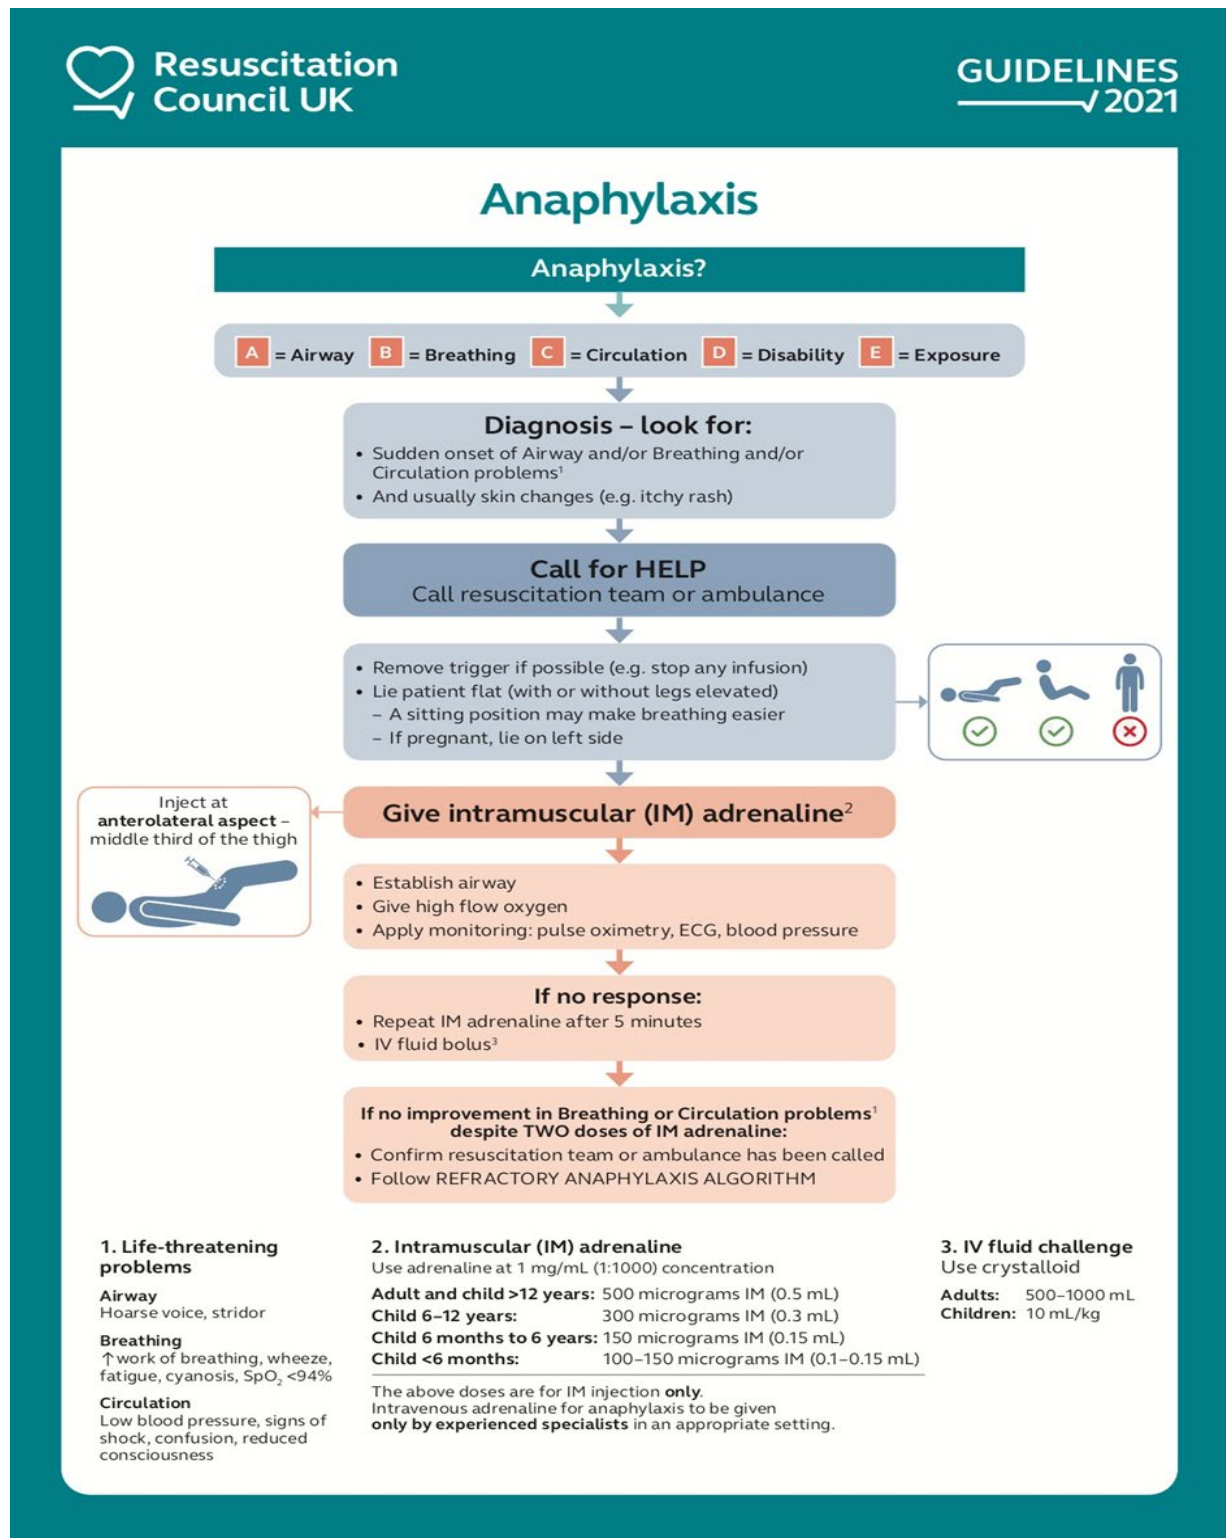 Resuscitation
Council UK
GUIDELINES
2021
Anaphylaxis
Anaphylaxis?
A = Airway B = Breathing C = Circulation D = Disability E = Exposure
Diagnosis – look for:
• Sudden onset of Airway and/or Breathing and/or
Circulation problems¹
• And usually skin changes (e.g. itchy rash)
Call for HELP
Call resuscitation team or ambulance
• Remove trigger if possible (e.g. stop any infusion)
• Lie patient flat (with or without legs elevated)
– A sitting position may make breathing easier
– If pregnant, lie on left side
Inject at
anterolateral aspect –
middle third of the thigh
Give intramuscular (IM) adrenaline²
• Establish airway
• Give high flow oxygen
• Apply monitoring: pulse oximetry, ECG, blood pressure
If no response:
• Repeat IM adrenaline after 5 minutes
• IV fluid bolus³
If no improvement in Breathing or Circulation problems¹
despite TWO doses of IM adrenaline:
• Confirm resuscitation team or ambulance has been called
• Follow REFRACTORY ANAPHYLAXIS ALGORITHM
1. Life-threatening
problems
Airway
Hoarse voice, stridor
Breathing
↑work of breathing, wheeze,
fatigue, cyanosis, SpO₂ <94%
Circulation
Low blood pressure, signs of
shock, confusion, reduced
consciousness
2. Intramuscular (IM) adrenaline
Use adrenaline at 1 mg/mL (1:1000) concentration
Adult and child >12 years: 500 micrograms IM (0.5 mL)
Child 6–12 years: 300 micrograms IM (0.3 mL)
Child 6 months to 6 years: 150 micrograms IM (0.15 mL)
Child <6 months: 100–150 micrograms IM (0.1–0.15 mL)
The above doses are for IM injection only.
Intravenous adrenaline for anaphylaxis to be given
only by experienced specialists in an appropriate setting.
3. IV fluid challenge
Use crystalloid
Adults: 500–1000 mL
Children: 10 mL/kg